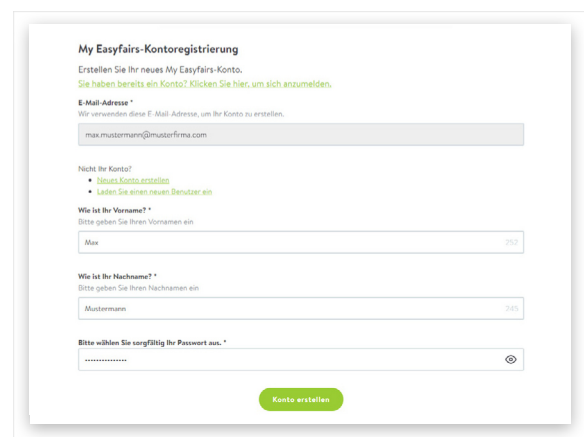 My Easyfairs-Kontoregistrierung
Erstellen Sie Ihr neues My Easyfairs-Konto.
Sie haben bereits ein Konto? Klicken Sie hier, um sich anzumelden.
E-Mail-Adresse *
Wir verwenden diese E-Mail-Adresse, um Ihr Konto zu erstellen.
max.mustermann@musterfirma.com
Nicht Ihr Konto?
• Neues Konto erstellen
• Laden Sie einen neuen Benutzer ein
Wie ist Ihr Vorname? *
Bitte geben Sie Ihren Vornamen ein
Max 252
Wie ist Ihr Nachname? *
Bitte geben Sie Ihren Nachnamen ein
Mustermann 245
Bitte wählen Sie sorgfältig Ihr Passwort aus. *
Konto erstellen